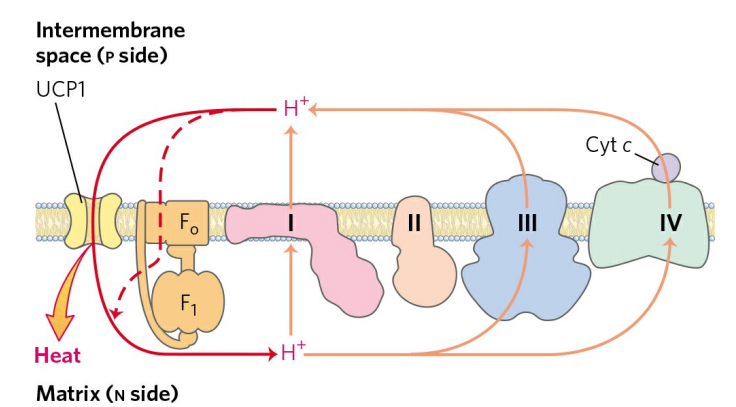 Intermembrane
space (P side)
UCP1
H+
Cyt c
Fo
I
II
III
IV
F1
Heat
H+
Matrix (N side)